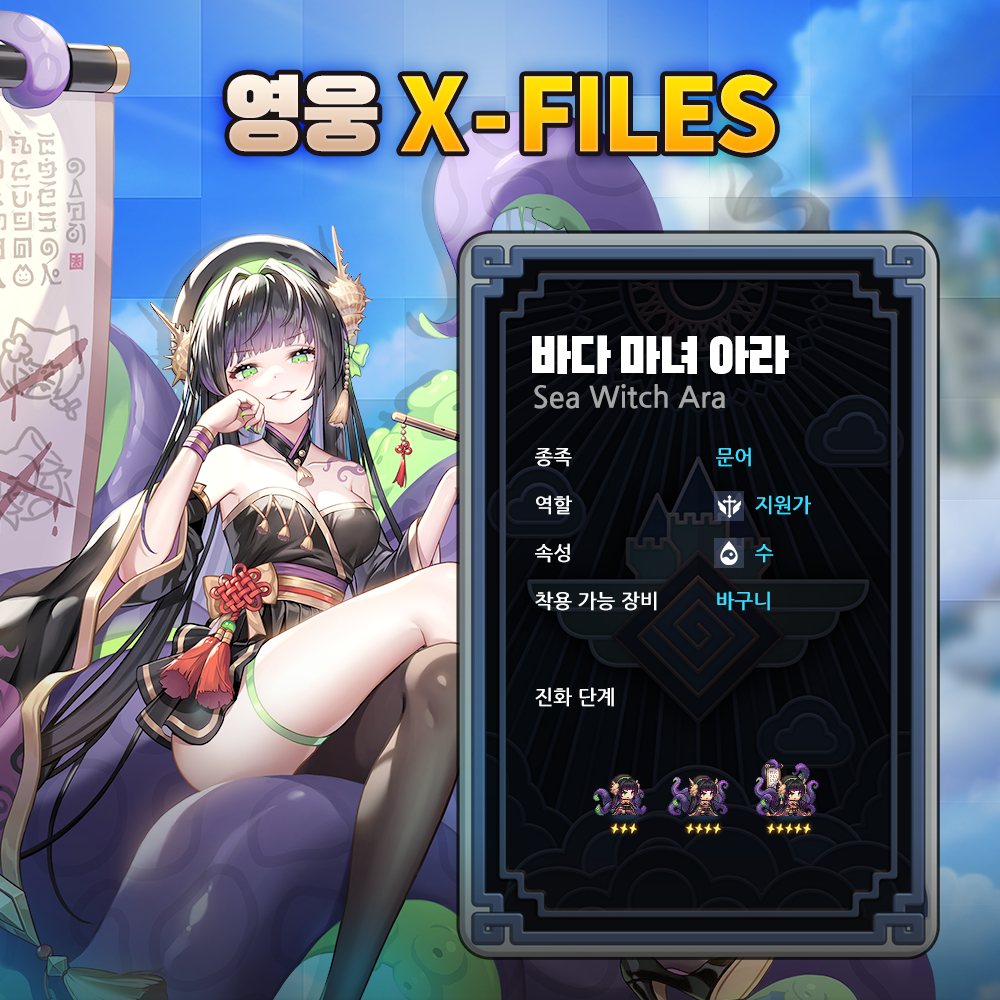 영웅 X-FILES
바다 마녀 아라
Sea Witch Ara
종족 문어
역할 지원가
속성 수
착용 가능 장비 바구니
진화 단계